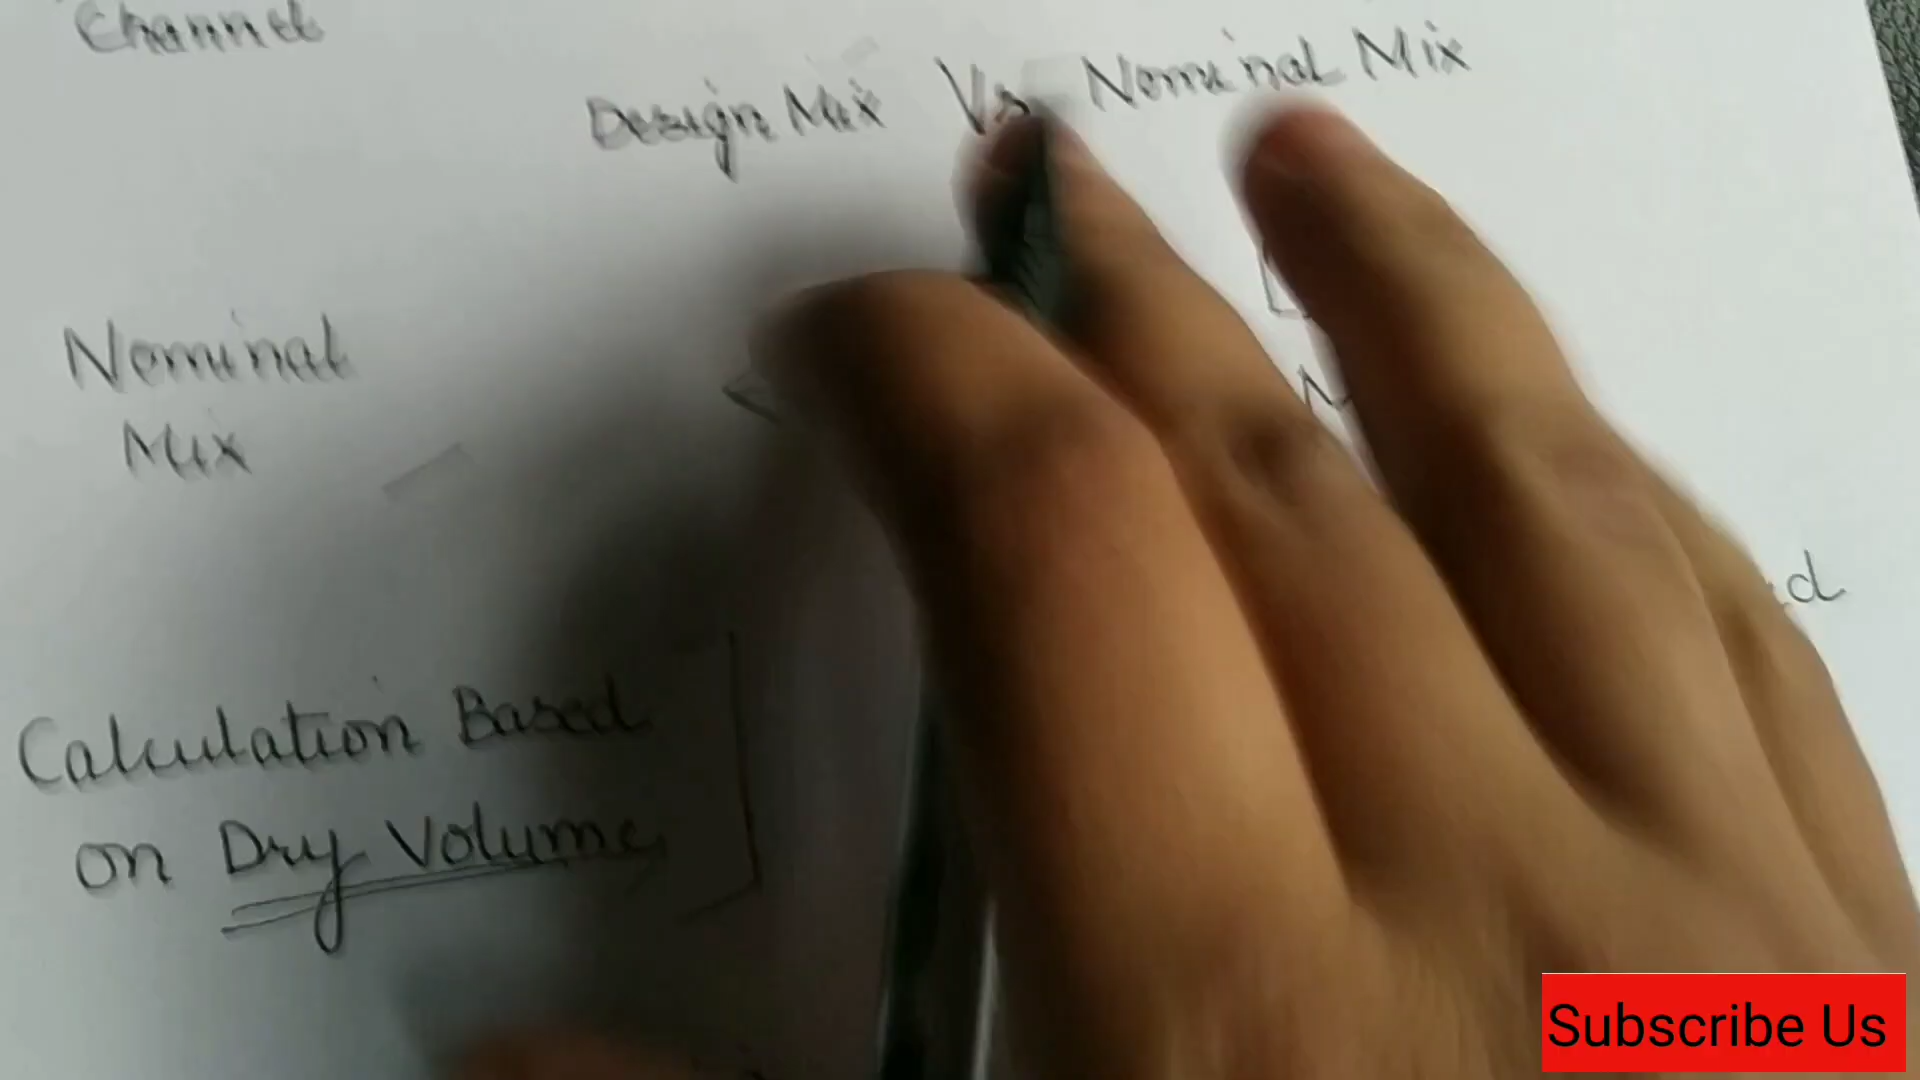 Channel
Design Mix Vs Nominal Mix
Nominal
Mix
Calculation Based
on Dry Volume
Subscribe Us